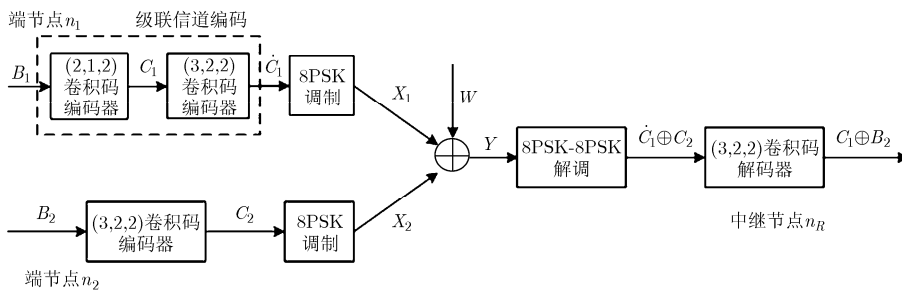 端节点n₁
级联信道编码
B₁
(2,1,2)
卷积码
编码器
C₁
(3,2,2)
卷积码
编码器
Ċ₁
8PSK
调制
X₁
W
Y
8PSK-8PSK
解调
Ċ₁⊕C₂
(3,2,2)卷积码
解码器
C₁⊕B₂
中继节点n_R
B₂
(3,2,2)卷积码
编码器
C₂
8PSK
调制
X₂
端节点n₂